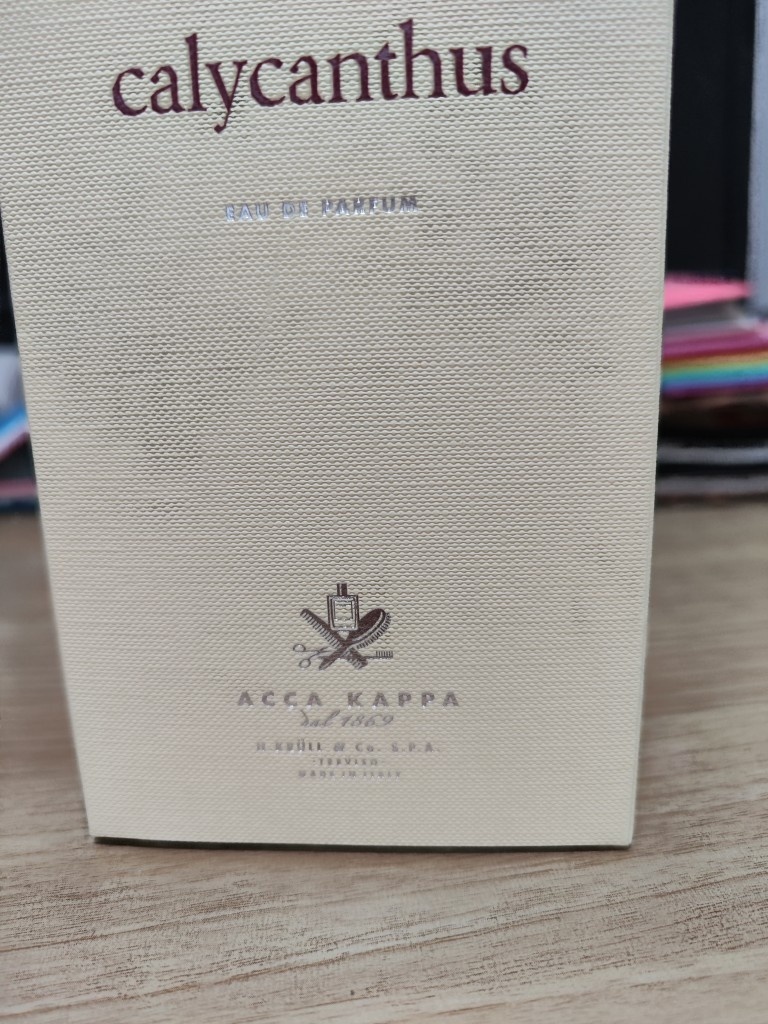 calycanthus
EAU DE PARFUM
ACCA KAPPA
dal 1869
H. KRÜLL & Co. S.P.A.
- TREVISO -
MADE IN ITALY